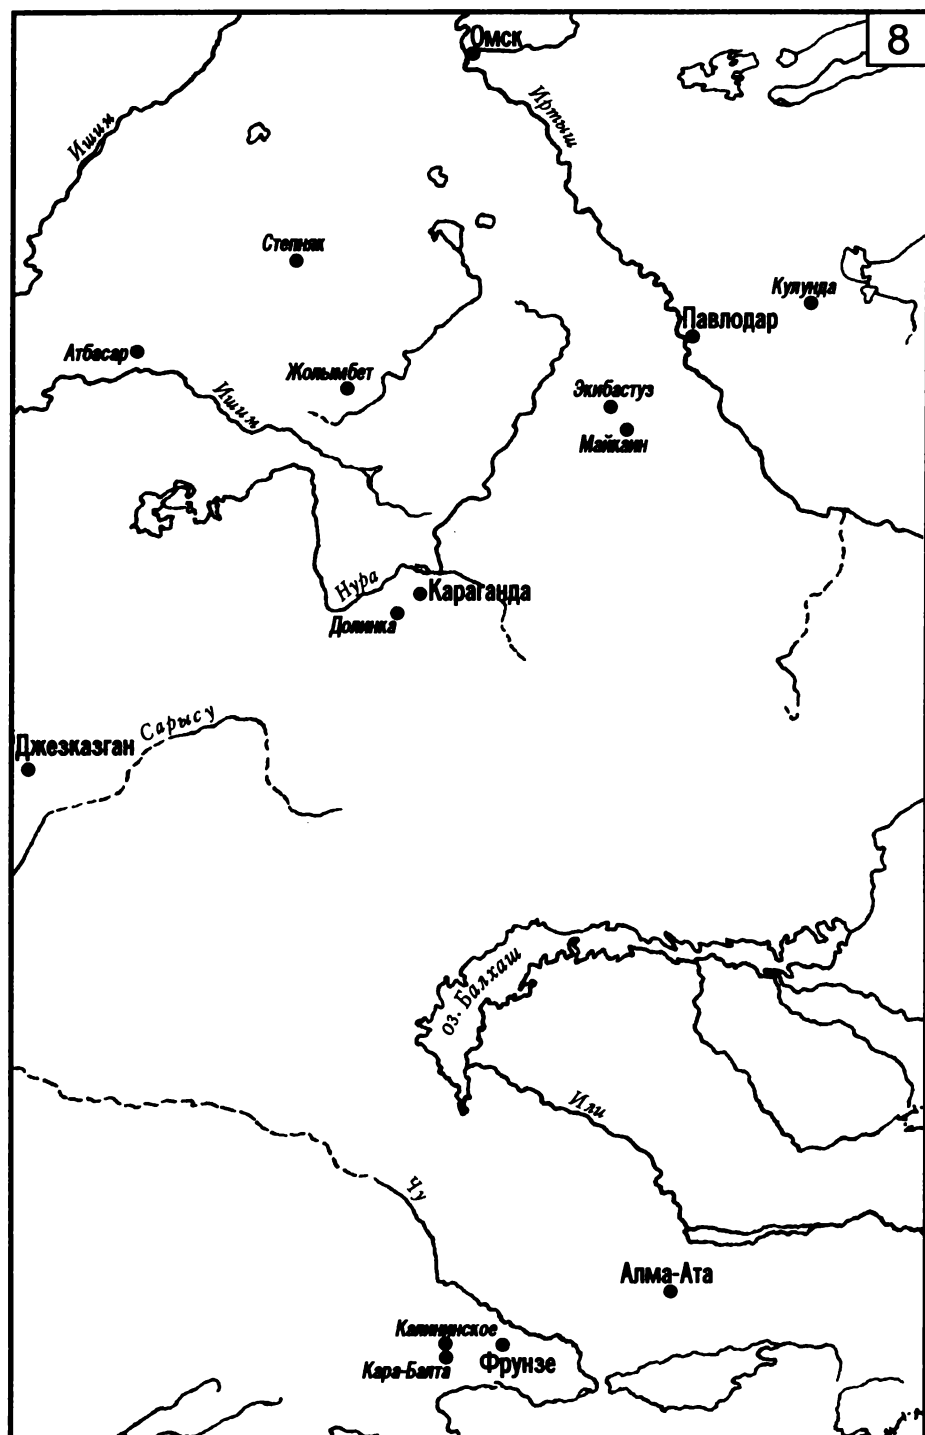 8
Омск
Иртыш
Ишим
Степняк
Кулунда
Павлодар
Атбасар
Жолымбет
Экибастуз
Ишим
Майкаин
Нура
Караганда
Долинка
Сарысу
Джезказган
оз. Балхаш
Или
Чу
Алма-Ата
Калининское
Фрунзе
Кара-Балта